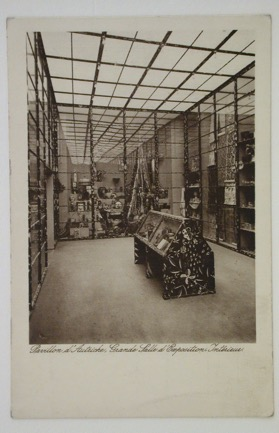 Pavillon d'Autriche. Grande Salle d'Exposition. Intérieur